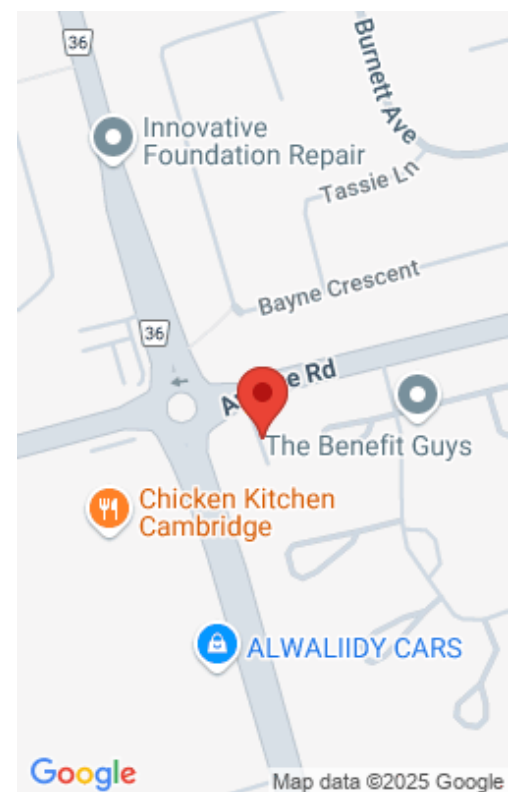 36
Burnett Ave
Innovative
Foundation Repair
Tassie Ln
Bayne Crescent
36
Rd
The Benefit Guys
Chicken Kitchen
Cambridge
ALWALIIDY CARS
Google
Map data ©2025 Google